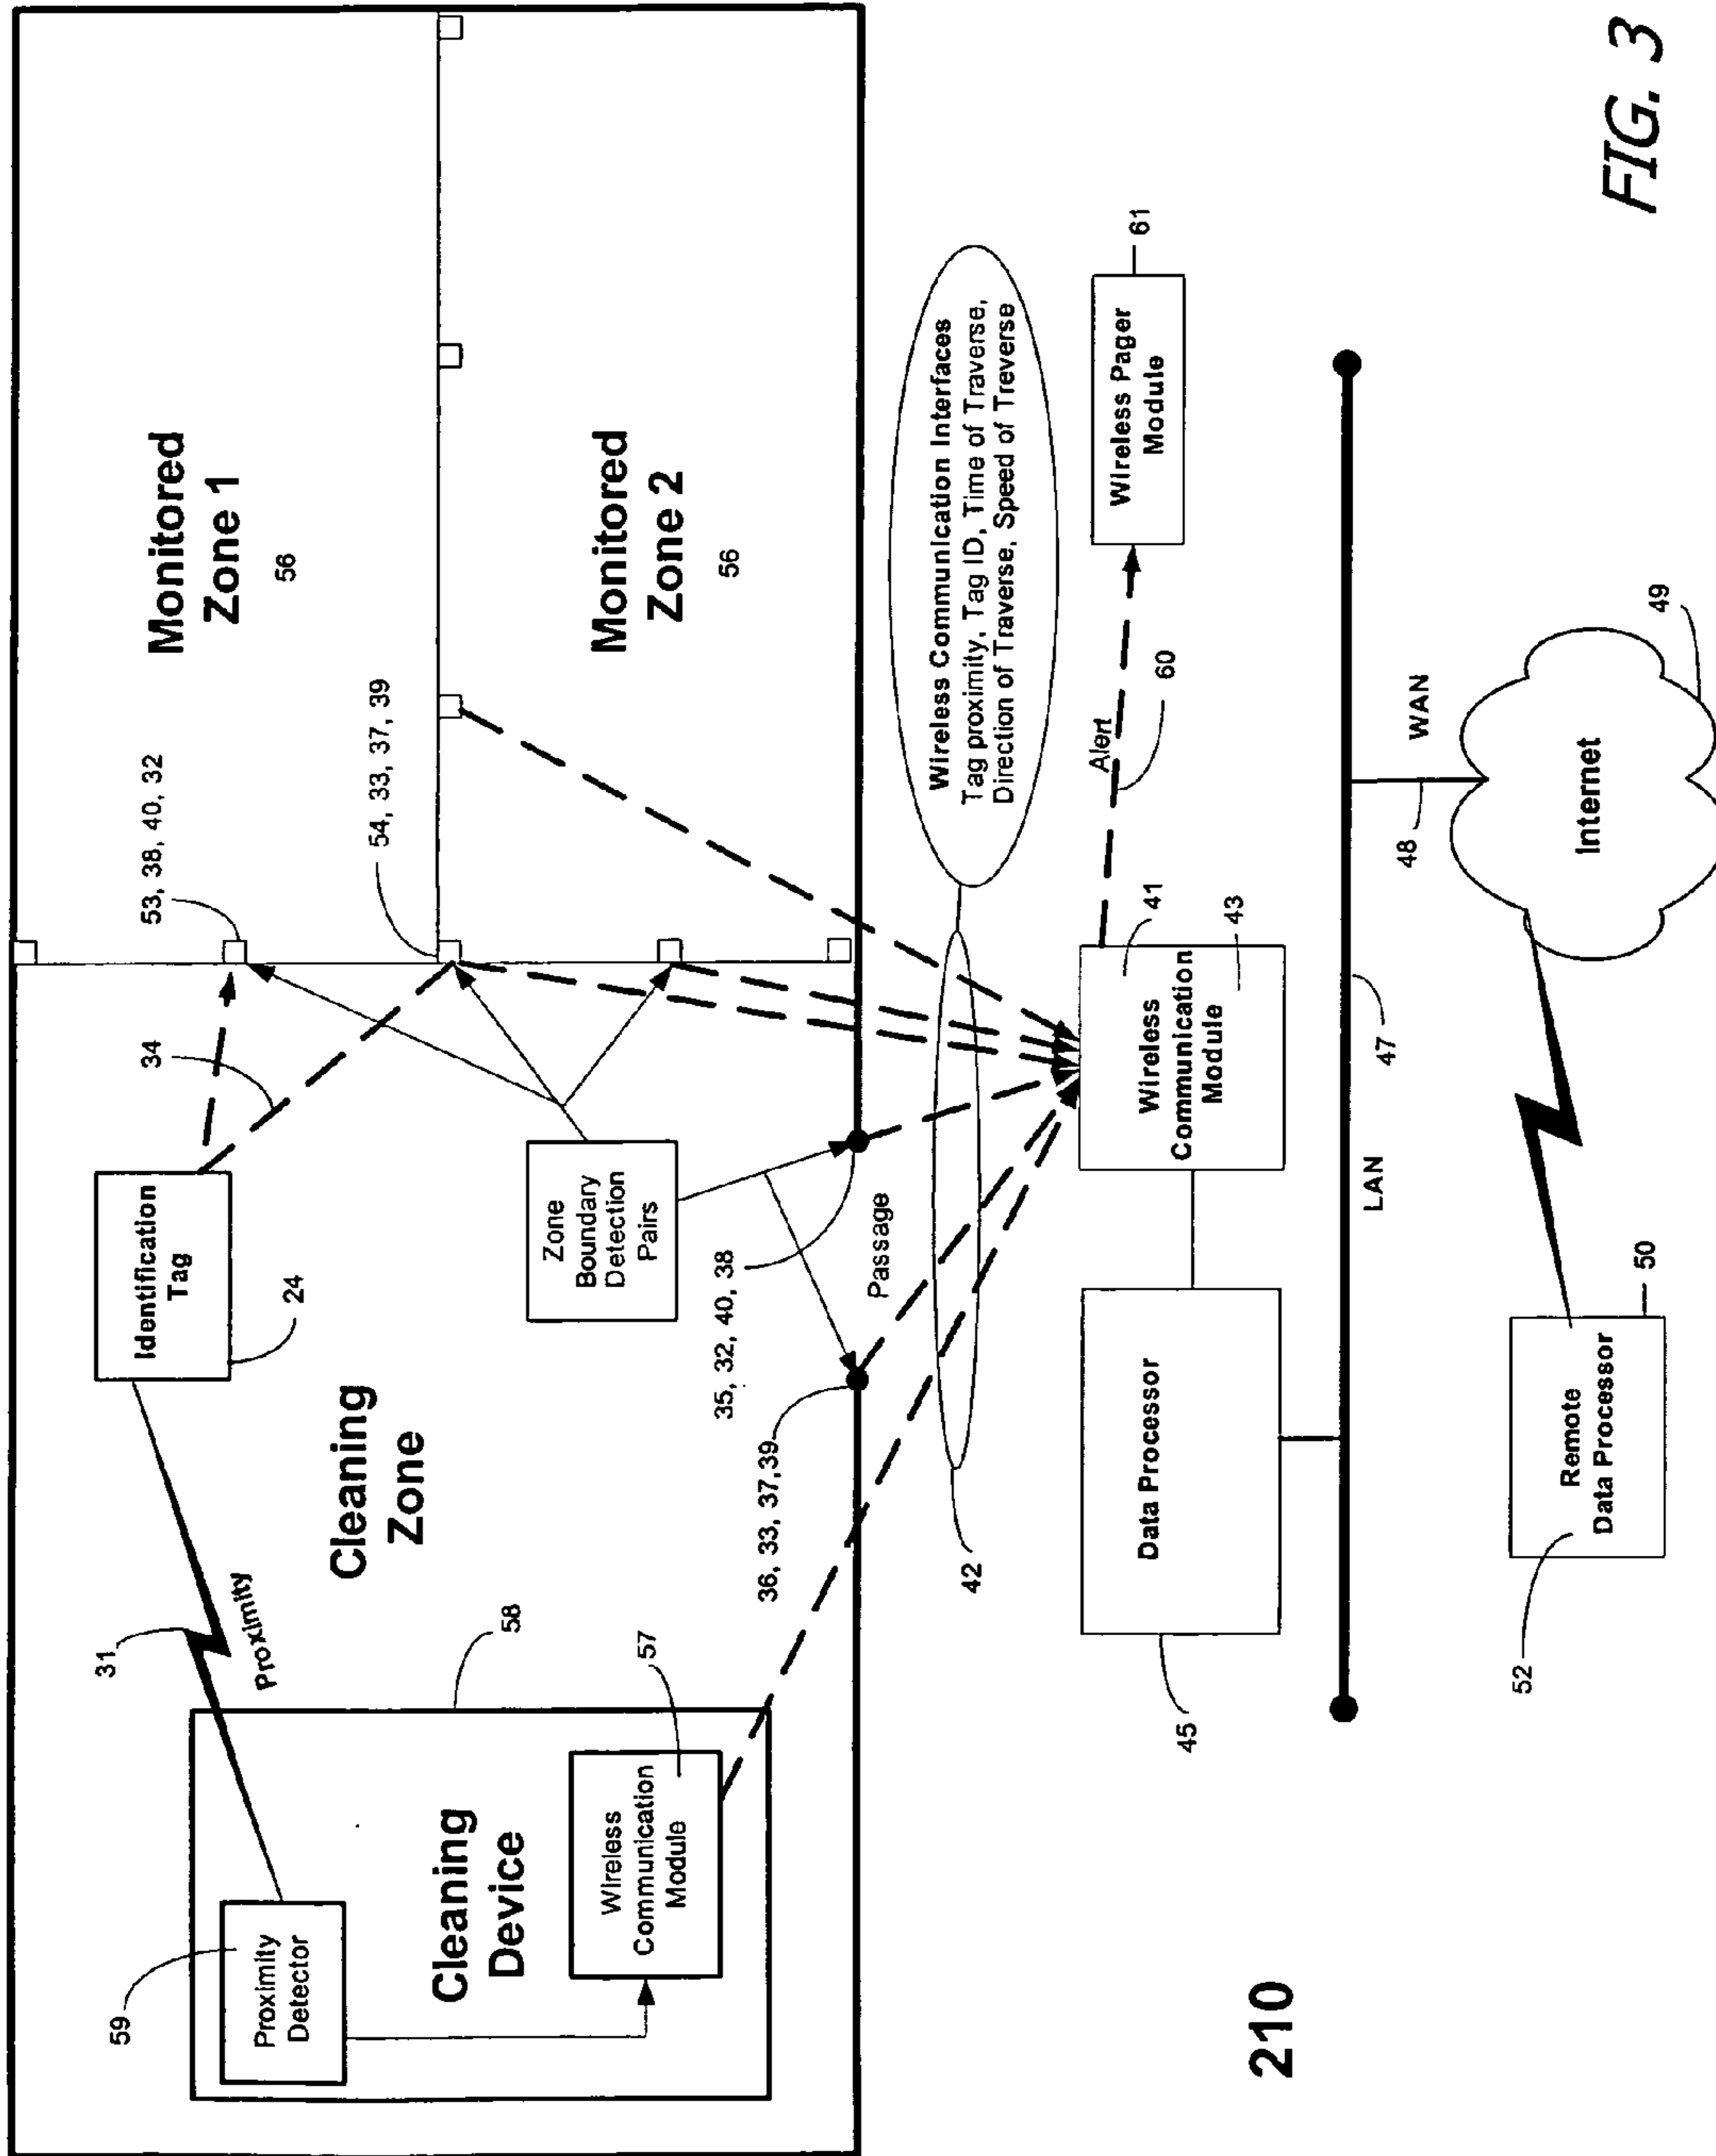 59
Proximity
Detector
Cleaning
Device
Wireless
Communication
Module
57
58
31
Proximity
Identification
Tag
24
Cleaning
Zone
34
Zone
Boundary
Detection
Pairs
53, 38, 40, 32
54, 33, 37, 39
Monitored
Zone 1
56
Monitored
Zone 2
56
36, 33, 37,39
35, 32, 40, 38
Passage
42
Wireless Communication Interfaces
Tag proximity, Tag ID, Time of Traverse,
Direction of Traverse, Speed of Treverse
Data Processor
45
Wireless
Communication
Module
41
43
Alert
60
Wireless Pager
Module
61
LAN
47
WAN
48
Internet
49
Remote
Data Processor
50
52
210
FIG. 3